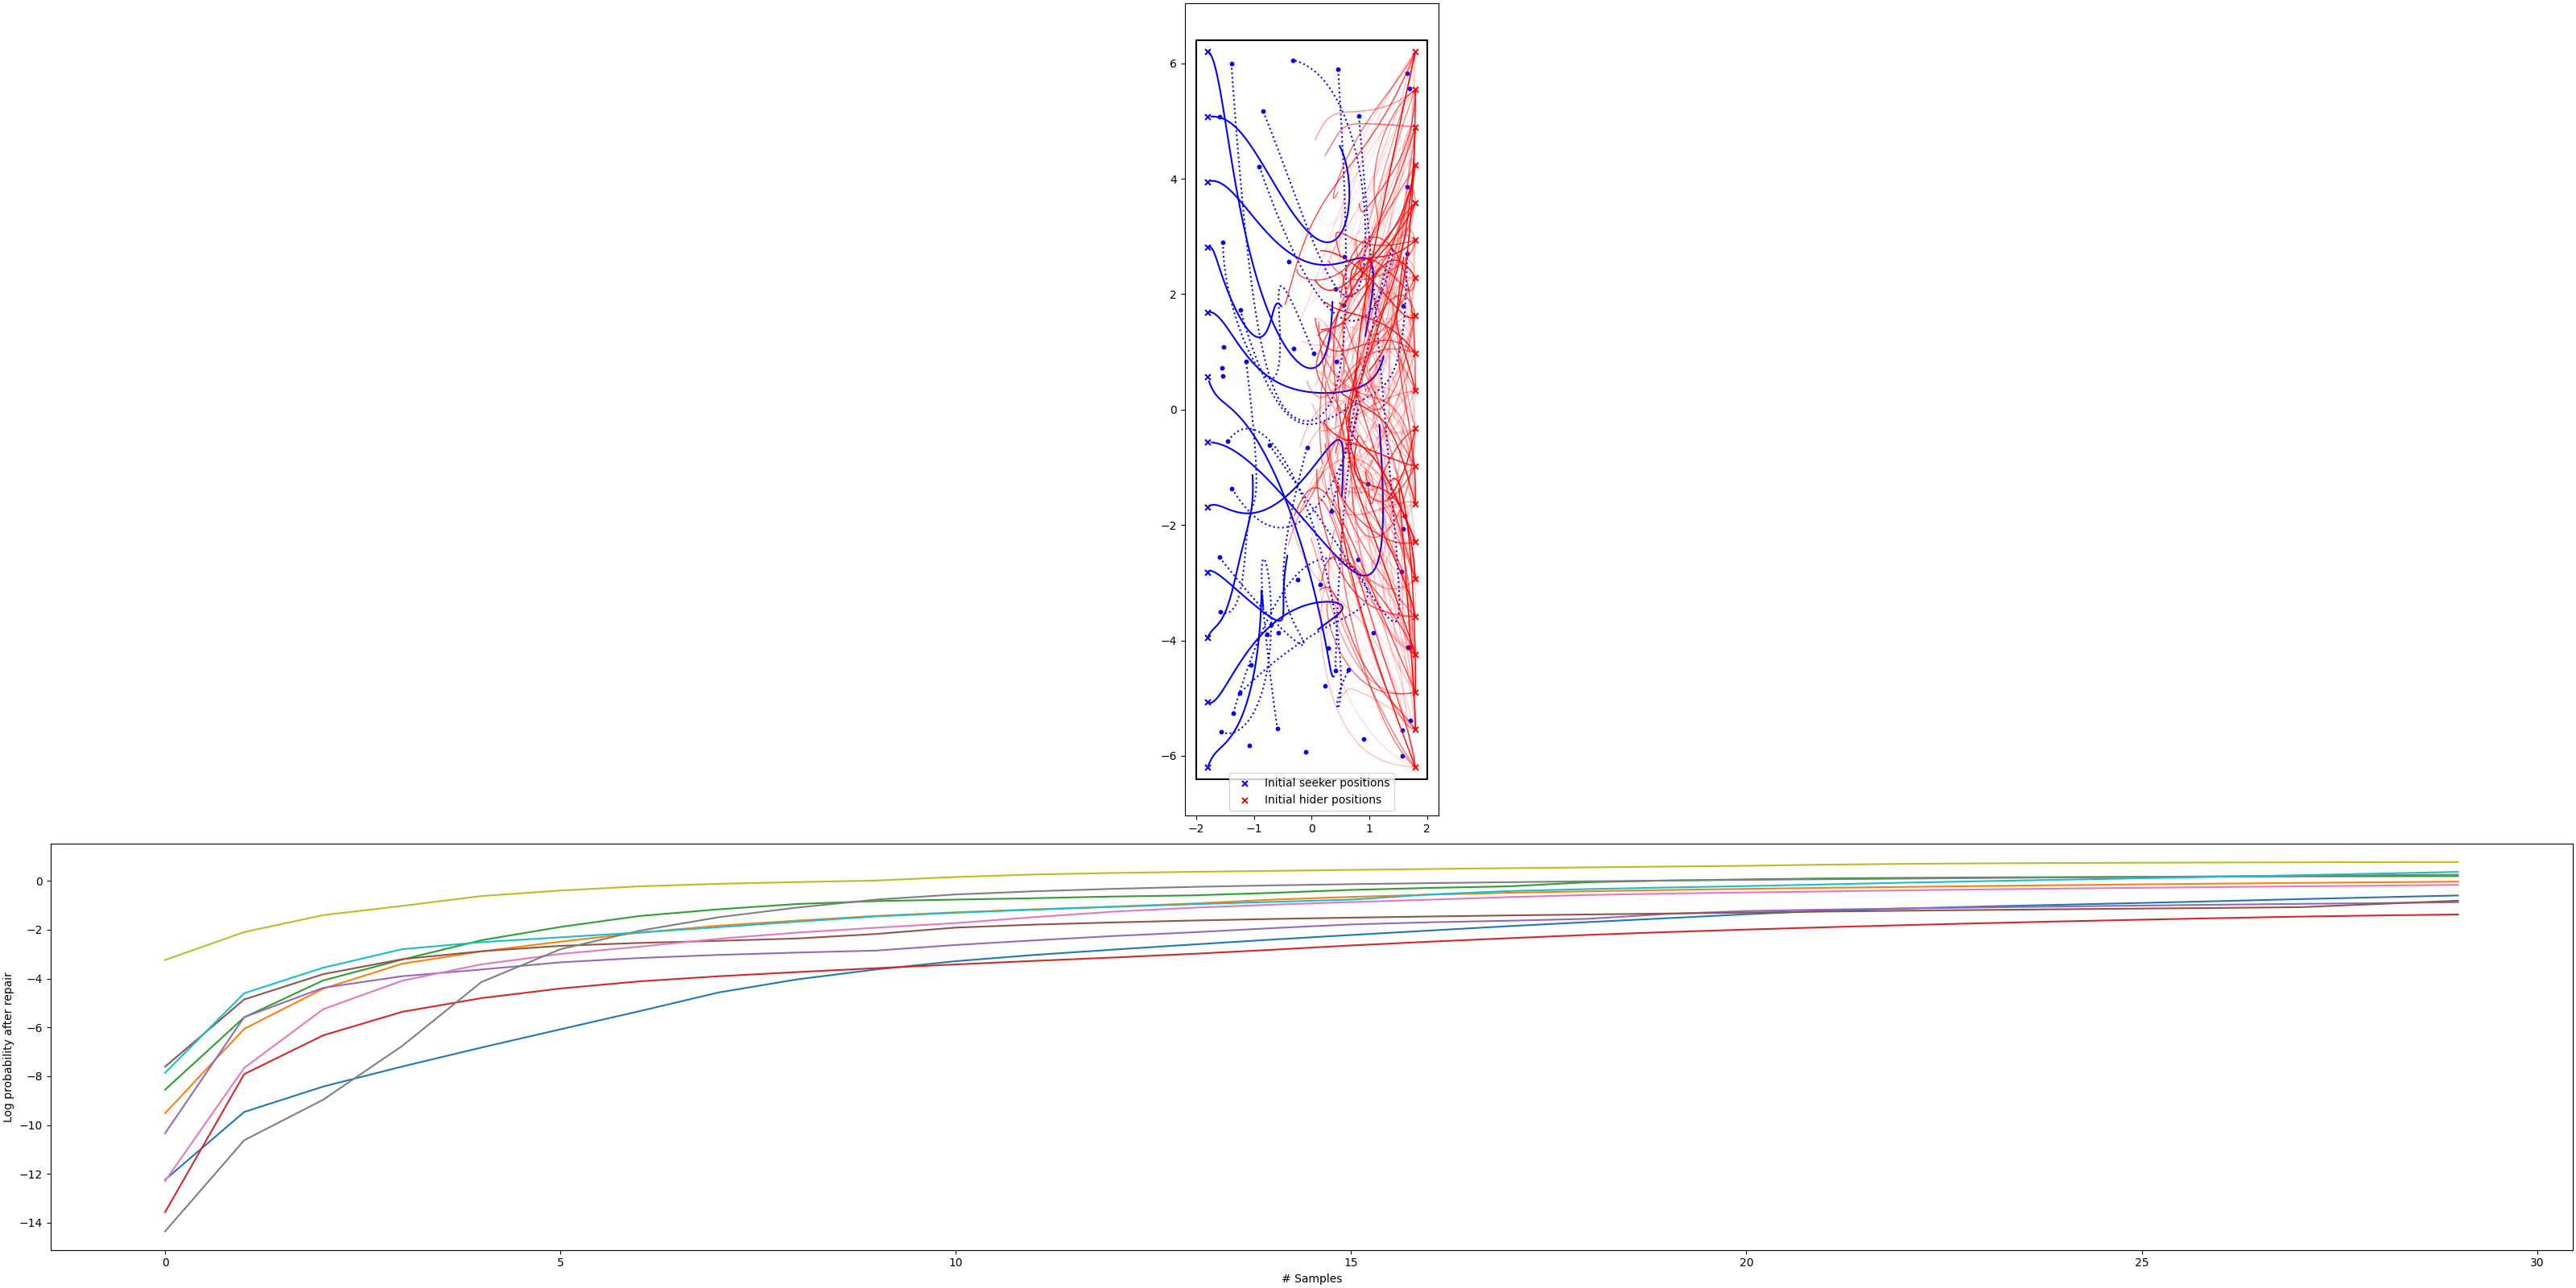 6
4
2
0
−2
−4
−6
Initial seeker positions
Initial hider positions
−2 −1 0 1 2
0
−2
−4
−6
−8
−10
−12
−14
Log probability after repair
0 5 10 15 20 25 30
# Samples